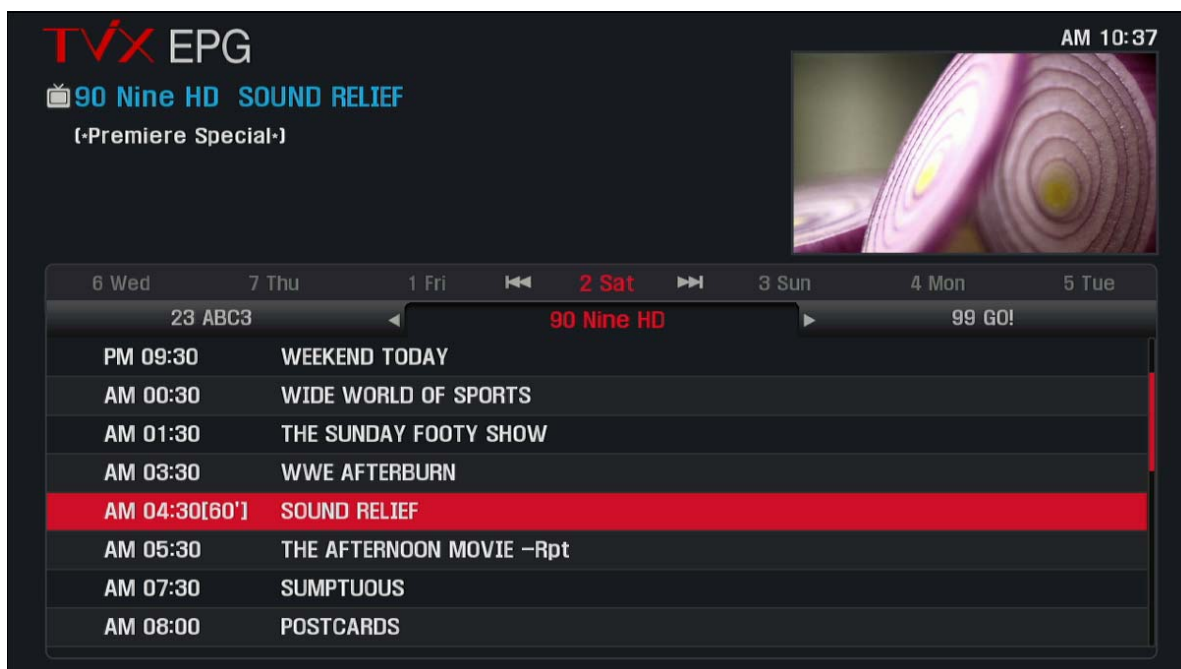 TViX EPG
AM 10:37
90 Nine HD SOUND RELIEF
(*Premiere Special*)
6 Wed 7 Thu 1 Fri 2 Sat 3 Sun 4 Mon 5 Tue
23 ABC3 90 Nine HD 99 GO!
PM 09:30 WEEKEND TODAY
AM 00:30 WIDE WORLD OF SPORTS
AM 01:30 THE SUNDAY FOOTY SHOW
AM 03:30 WWE AFTERBURN
AM 04:30[60'] SOUND RELIEF
AM 05:30 THE AFTERNOON MOVIE -Rpt
AM 07:30 SUMPTUOUS
AM 08:00 POSTCARDS